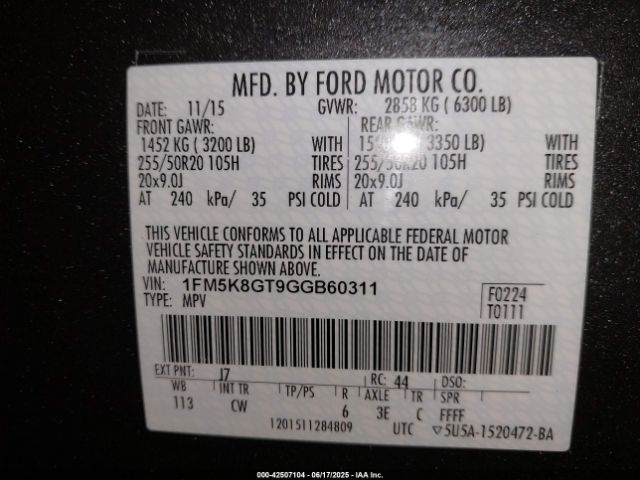 MFD. BY FORD MOTOR CO.
DATE: 11/15 GVWR: 2858 KG ( 6300 LB)
FRONT GAWR: REAR GAWR:
1452 KG ( 3200 LB) WITH 3350 LB) WITH
255/50R20 105H TIRES 255/50R20 105H TIRES
20x9.0J RIMS 20x9.0J RIMS
AT 240 kPa/ 35 PSI COLD AT 240 kPa/ 35 PSI COLD
THIS VEHICLE CONFORMS TO ALL APPLICABLE FEDERAL MOTOR
VEHICLE SAFETY STANDARDS IN EFFECT ON THE DATE OF
MANUFACTURE SHOWN ABOVE.
VIN: 1FM5K8GT9GGB60311
TYPE: MPV
F0224
T0111
EXT PNT: J7 RC: 44 DSO:
WB INT TR TP/PS R AXLE TR SPR
113 CW 6 3E C FFFF
1201511284809 UTC ▽5U5A-1520472-BA
000-42507104 - 06/17/2025 - IAA Inc.